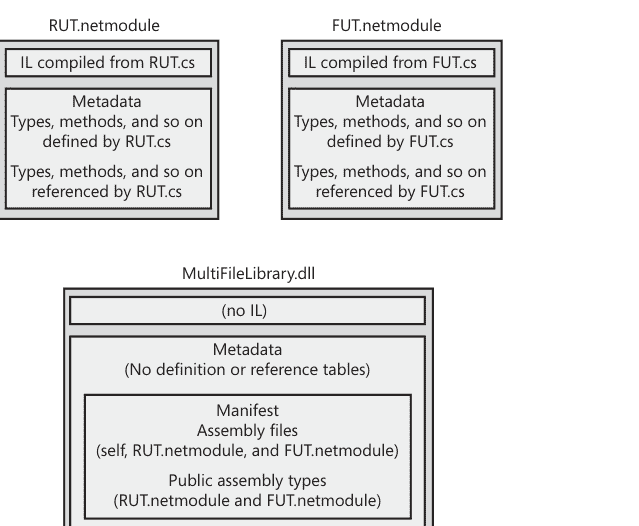 RUT.netmodule
IL compiled from RUT.cs
Metadata
Types, methods, and so on
defined by RUT.cs
Types, methods, and so on
referenced by RUT.cs
FUT.netmodule
IL compiled from FUT.cs
Metadata
Types, methods, and so on
defined by FUT.cs
Types, methods, and so on
referenced by FUT.cs
MultiFileLibrary.dll
(no IL)
Metadata
(No definition or reference tables)
Manifest
Assembly files
(self, RUT.netmodule, and FUT.netmodule)
Public assembly types
(RUT.netmodule and FUT.netmodule)